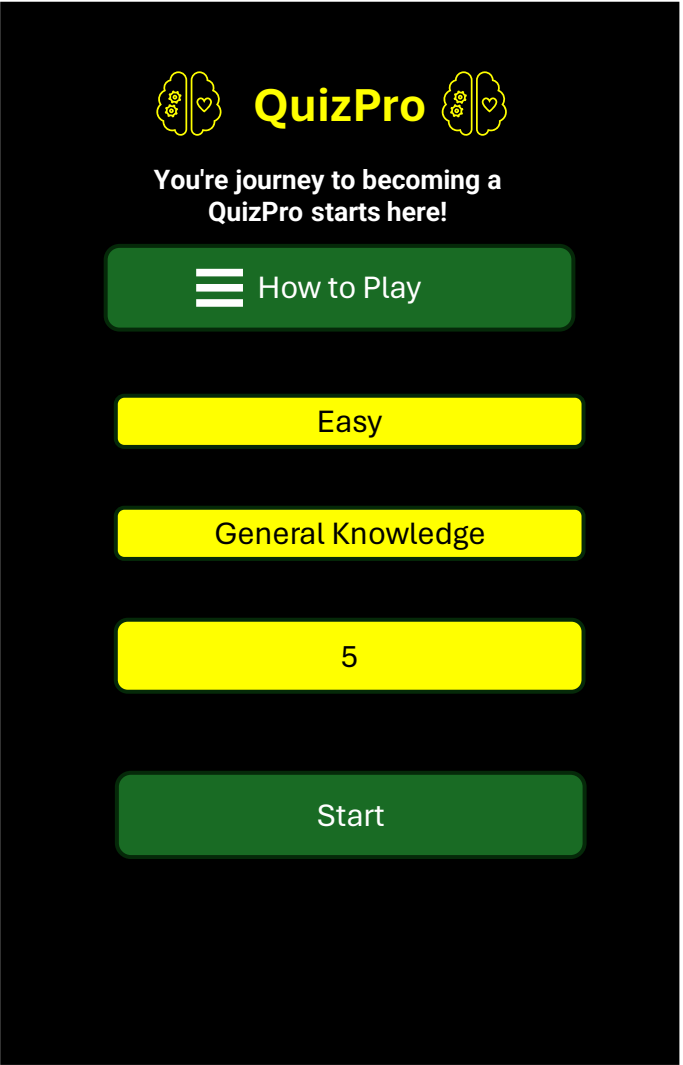 QuizPro
You're journey to becoming a
QuizPro starts here!
How to Play
Easy
General Knowledge
5
Start